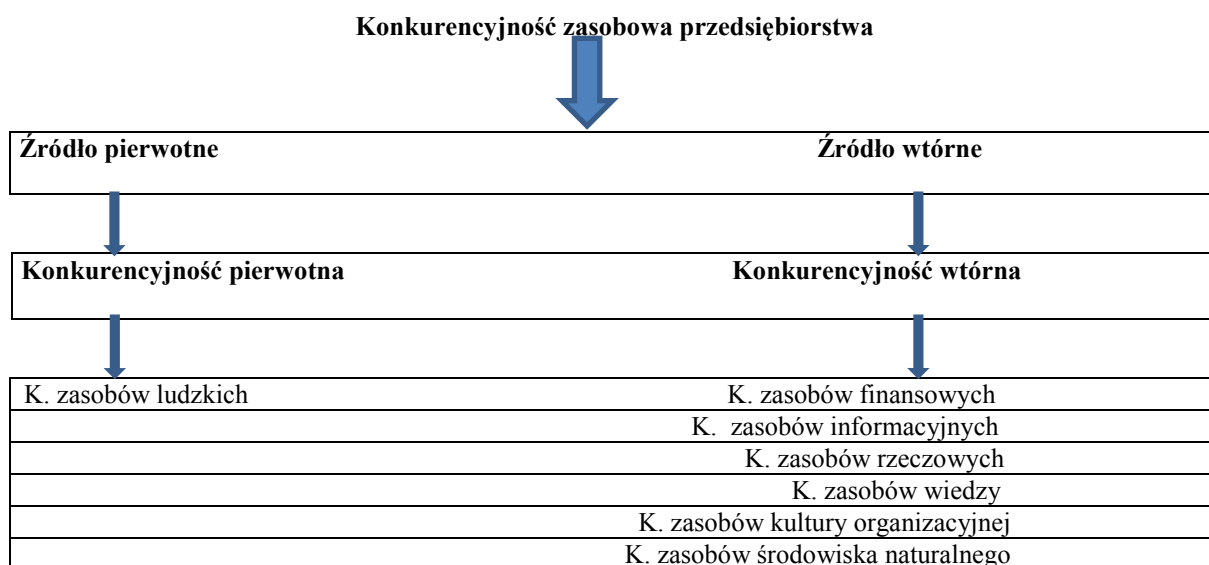 Konkurencyjność zasobowa przedsiębiorstwa
Źródło pierwotne Źródło wtórne
Konkurencyjność pierwotna Konkurencyjność wtórna
K. zasobów ludzkich K. zasobów finansowych
K. zasobów informacyjnych
K. zasobów rzeczowych
K. zasobów wiedzy
K. zasobów kultury organizacyjnej
K. zasobów środowiska naturalnego